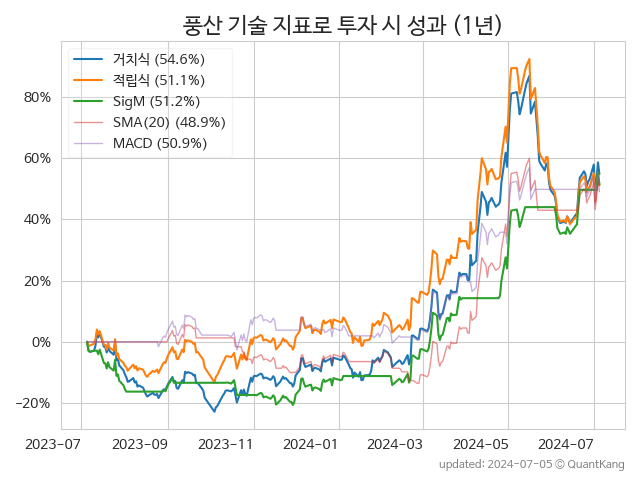 풍산 기술 지표로 투자 시 성과 (1년)
거치식 (54.6%)
적립식 (51.1%)
SigM (51.2%)
SMA(20) (48.9%)
MACD (50.9%)
80%
60%
40%
20%
0%
−20%
2023-07 2023-09 2023-11 2024-01 2024-03 2024-05 2024-07
updated: 2024-07-05 © QuantKang